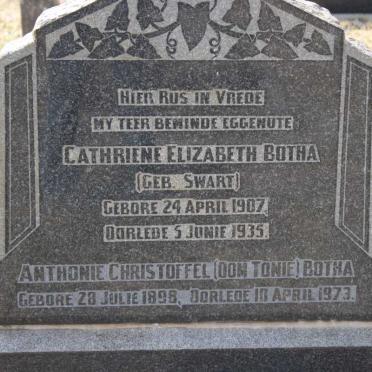 HIER RUS IN VREDE
MY TEER BEMINDE EGGENOTE
CATHRIENE ELIZABETH BOTHA
(GEB. SWART)
GEBORE 24 APRIL 1907.
OORLEDE 5 JUNIE 1935.
ANTHONIE CHRISTOFFEL (OOM TONIE) BOTHA
GEBORE 28 JULIE 1898, OORLEDE 18 APRIL 1973.